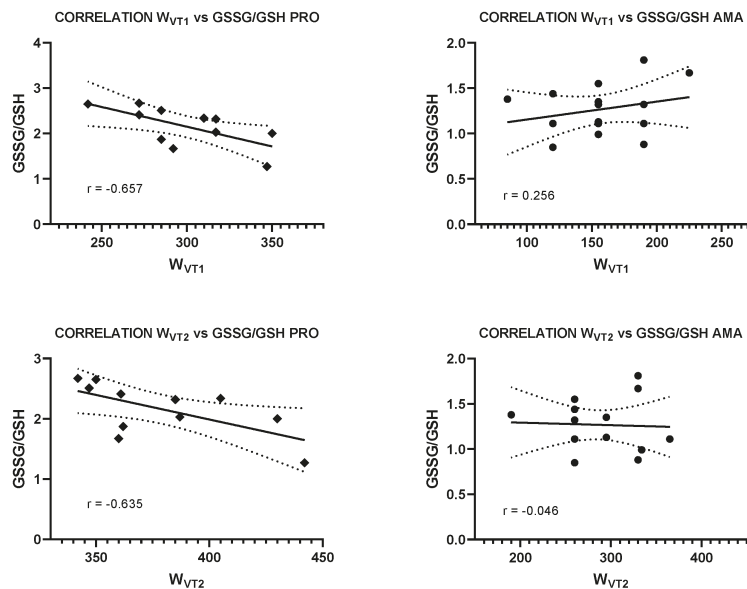 CORRELATION WVT1 vs GSSG/GSH PRO
GSSG/GSH
4
3
2
1
0
r = -0.657
250
300
350
WVT1
CORRELATION WVT1 vs GSSG/GSH AMA
GSSG/GSH
2.0
1.5
1.0
0.5
0.0
r = 0.256
100
150
200
250
WVT1
CORRELATION WVT2 vs GSSG/GSH PRO
GSSG/GSH
3
2
1
0
r = -0.635
350
400
450
WVT2
CORRELATION WVT2 vs GSSG/GSH AMA
GSSG/GSH
2.0
1.5
1.0
0.5
0.0
r = -0.046
200
300
400
WVT2